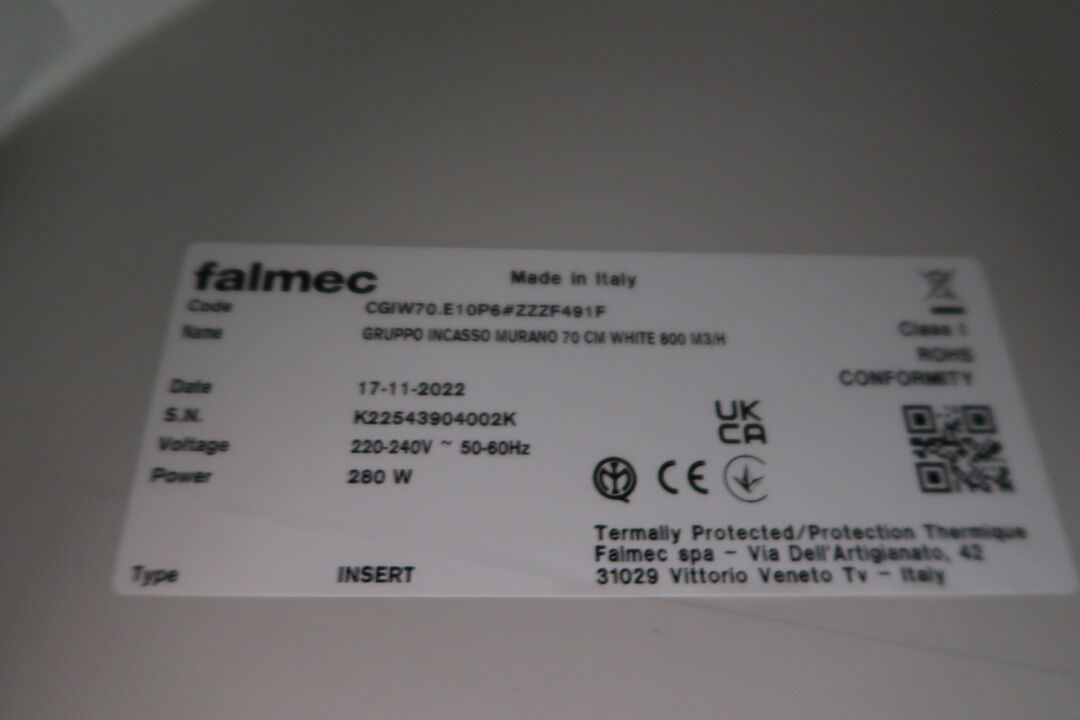 falmec
Made in Italy
Code CGIW70.E10P6#ZZZF491F
Name GRUPPO INCASSO MURANO 70 CM WHITE 800 M3/H
Class I
ROHS
CONFORMITY
Date 17-11-2022
S.N. K22543904002K
Voltage 220-240V ~ 50-60Hz
Power 280 W
UK
CA
CE
Termally Protected/Protection Thermique
Falmec spa - Via Dell'Artigianato, 42
31029 Vittorio Veneto Tv - Italy
Type INSERT